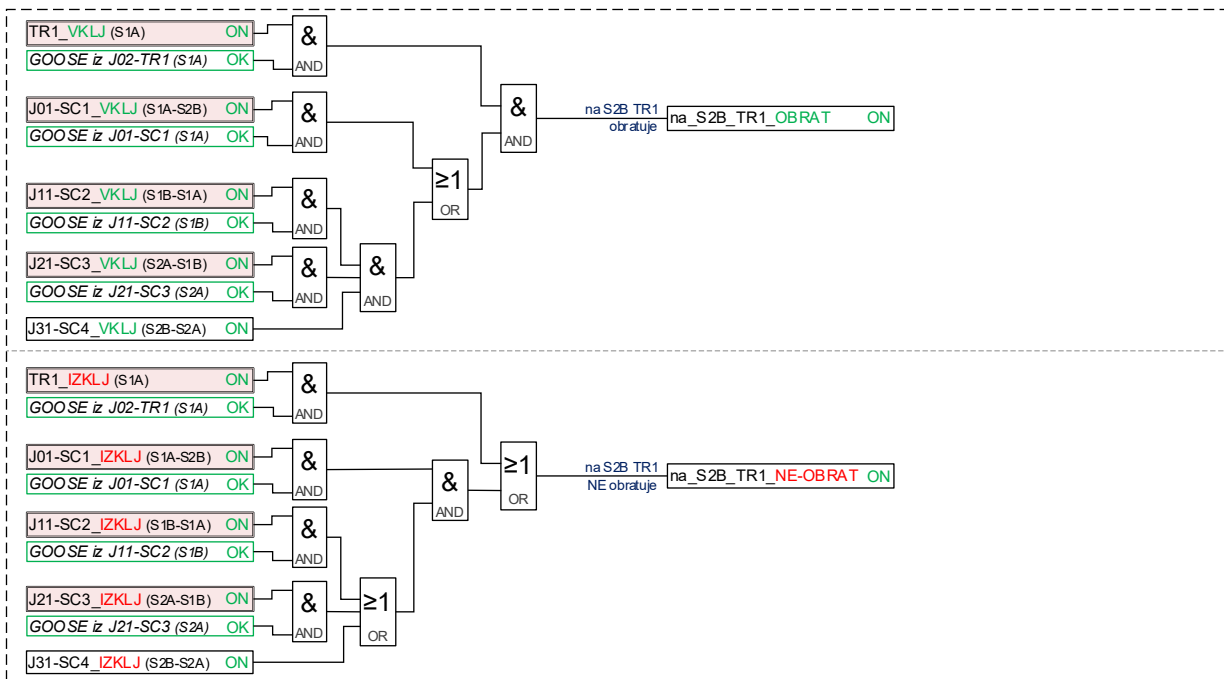 TR1_VKLJ (S1A) ON
&
GOOSE iz J02-TR1 (S1A) OK
AND
J01-SC1_VKLJ (S1A-S2B) ON
&
GOOSE iz J01-SC1 (S1A) OK
AND
&
AND
na S2B TR1
obratuje
na_S2B_TR1_OBRAT ON
≥1
OR
J11-SC2_VKLJ (S1B-S1A) ON
&
GOOSE iz J11-SC2 (S1B) OK
AND
J21-SC3_VKLJ (S2A-S1B) ON
&
GOOSE iz J21-SC3 (S2A) OK
AND
&
AND
J31-SC4_VKLJ (S2B-S2A) ON
TR1_IZKLJ (S1A) ON
&
GOOSE iz J02-TR1 (S1A) OK
AND
J01-SC1_IZKLJ (S1A-S2B) ON
&
GOOSE iz J01-SC1 (S1A) OK
AND
&
AND
≥1
OR
na S2B TR1
NE obratuje
na_S2B_TR1_NE-OBRAT ON
J11-SC2_IZKLJ (S1B-S1A) ON
&
GOOSE iz J11-SC2 (S1B) OK
AND
J21-SC3_IZKLJ (S2A-S1B) ON
&
GOOSE iz J21-SC3 (S2A) OK
AND
≥1
OR
J31-SC4_IZKLJ (S2B-S2A) ON